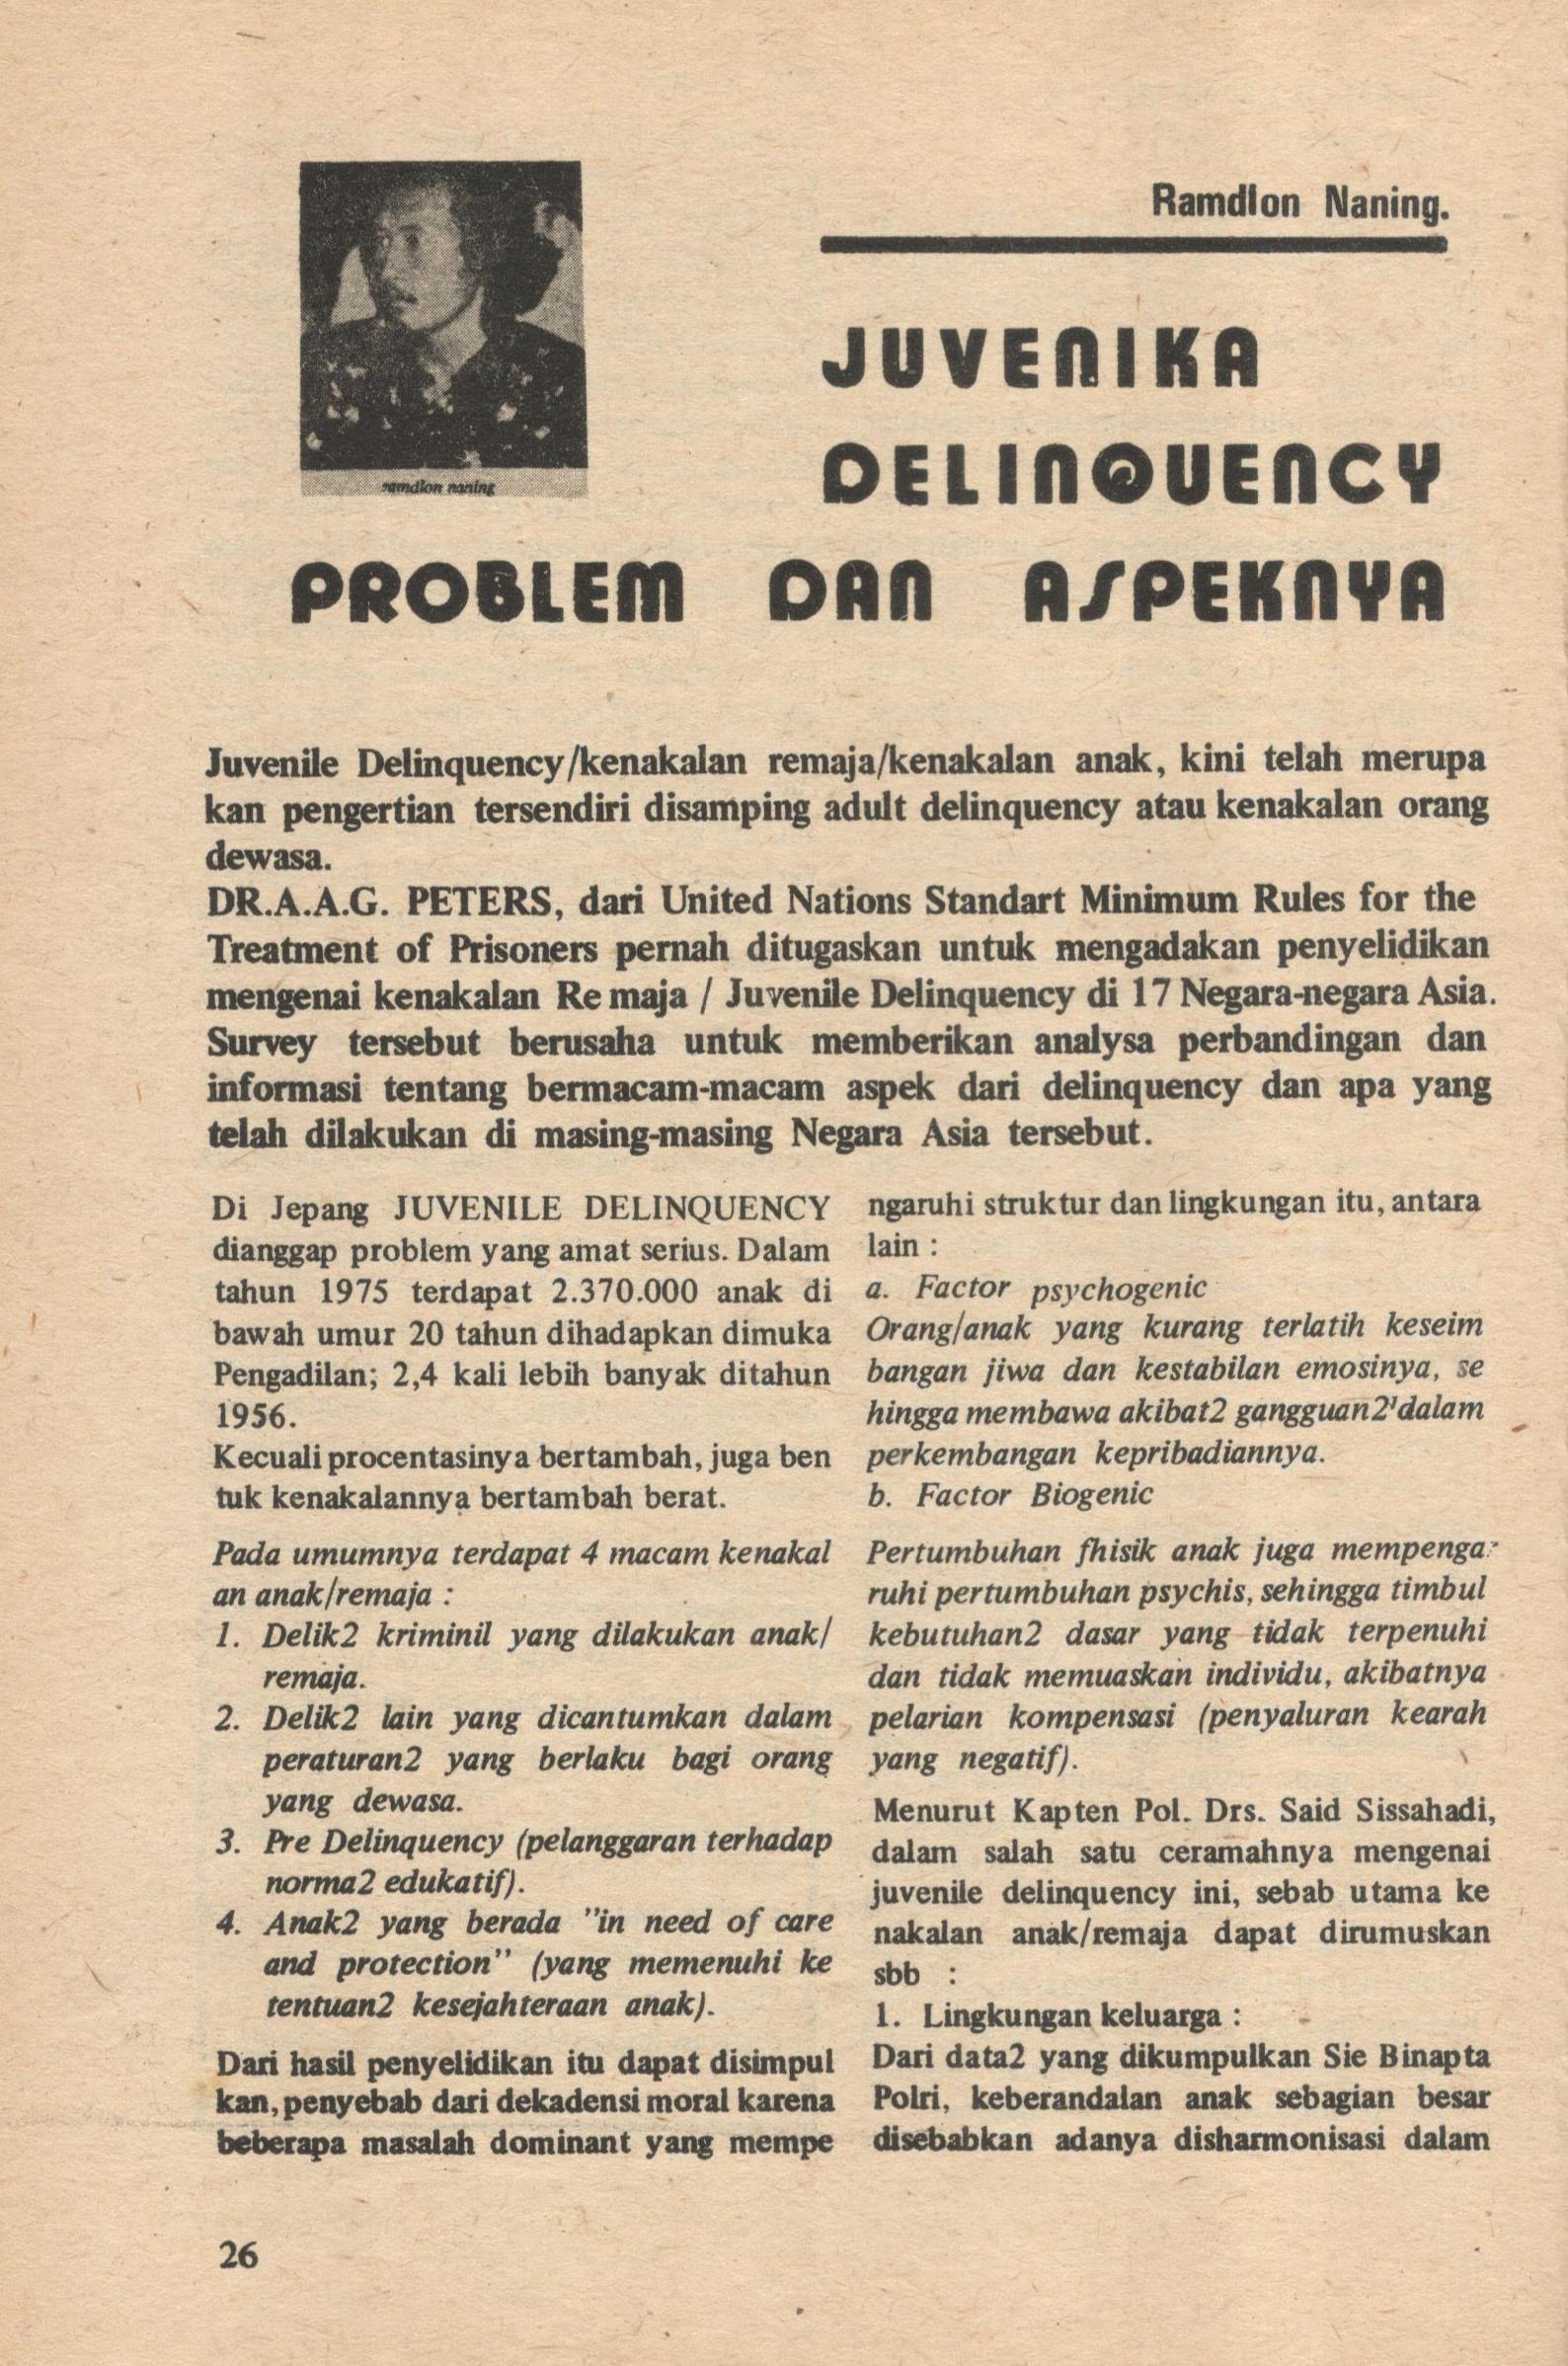 Ramdlon Naning.
ramdlon naning
JUVENIKA
DELINQUENCY
PROBLEM DAN ASPEKNYA
Juvenile Delinquency/kenakalan remaja/kenakalan anak, kini telah merupa
kan pengertian tersendiri disamping adult delinquency atau kenakalan orang
dewasa.
DR.A.A.G. PETERS, dari United Nations Standart Minimum Rules for the
Treatment of Prisoners pernah ditugaskan untuk mengadakan penyelidikan
mengenai kenakalan Re maja / Juvenile Delinquency di 17 Negara-negara Asia.
Survey tersebut berusaha untuk memberikan analysa perbandingan dan
informasi tentang bermacam-macam aspek dari delinquency dan apa yang
telah dilakukan di masing-masing Negara Asia tersebut.
Di Jepang JUVENILE DELINQUENCY
dianggap problem yang amat serius. Dalam
tahun 1975 terdapat 2.370.000 anak di
bawah umur 20 tahun dihadapkan dimuka
Pengadilan; 2,4 kali lebih banyak ditahun
1956.
Kecuali procentasinya bertambah, juga ben
tuk kenakalannya bertambah berat.
Pada umumnya terdapat 4 macam kenakal
an anak/remaja :
1. Delik2 kriminil yang dilakukan anak/
remaja.
2. Delik2 lain yang dicantumkan dalam
peraturan2 yang berlaku bagi orang
yang dewasa.
3. Pre Delinquency (pelanggaran terhadap
norma2 edukatif).
4. Anak2 yang berada "in need of care
and protection" (yang memenuhi ke
tentuan2 kesejahteraan anak).
Dari hasil penyelidikan itu dapat disimpul
kan, penyebab dari dekadensi moral karena
beberapa masalah dominant yang mempe
ngaruhi struktur dan lingkungan itu, antara
lain :
a. Factor psychogenic
Orang/anak yang kurang terlatih keseim
bangan jiwa dan kestabilan emosinya, se
hingga membawa akibat2 gangguan2' dalam
perkembangan kepribadiannya.
b. Factor Biogenic
Pertumbuhan fhisik anak juga mempenga
ruhi pertumbuhan psychis, sehingga timbul
kebutuhan2 dasar yang tidak terpenuhi
dan tidak memuaskan individu, akibatnya
pelarian kompensasi (penyaluran kearah
yang negatif).
Menurut Kapten Pol. Drs. Said Sissahadi,
dalam salah satu ceramahnya mengenai
juvenile delinquency ini, sebab utama ke
nakalan anak/remaja dapat dirumuskan
sbb :
1. Lingkungan keluarga :
Dari data2 yang dikumpulkan Sie Binapta
Polri, keberandalan anak sebagian besar
disebabkan adanya disharmonisasi dalam
26